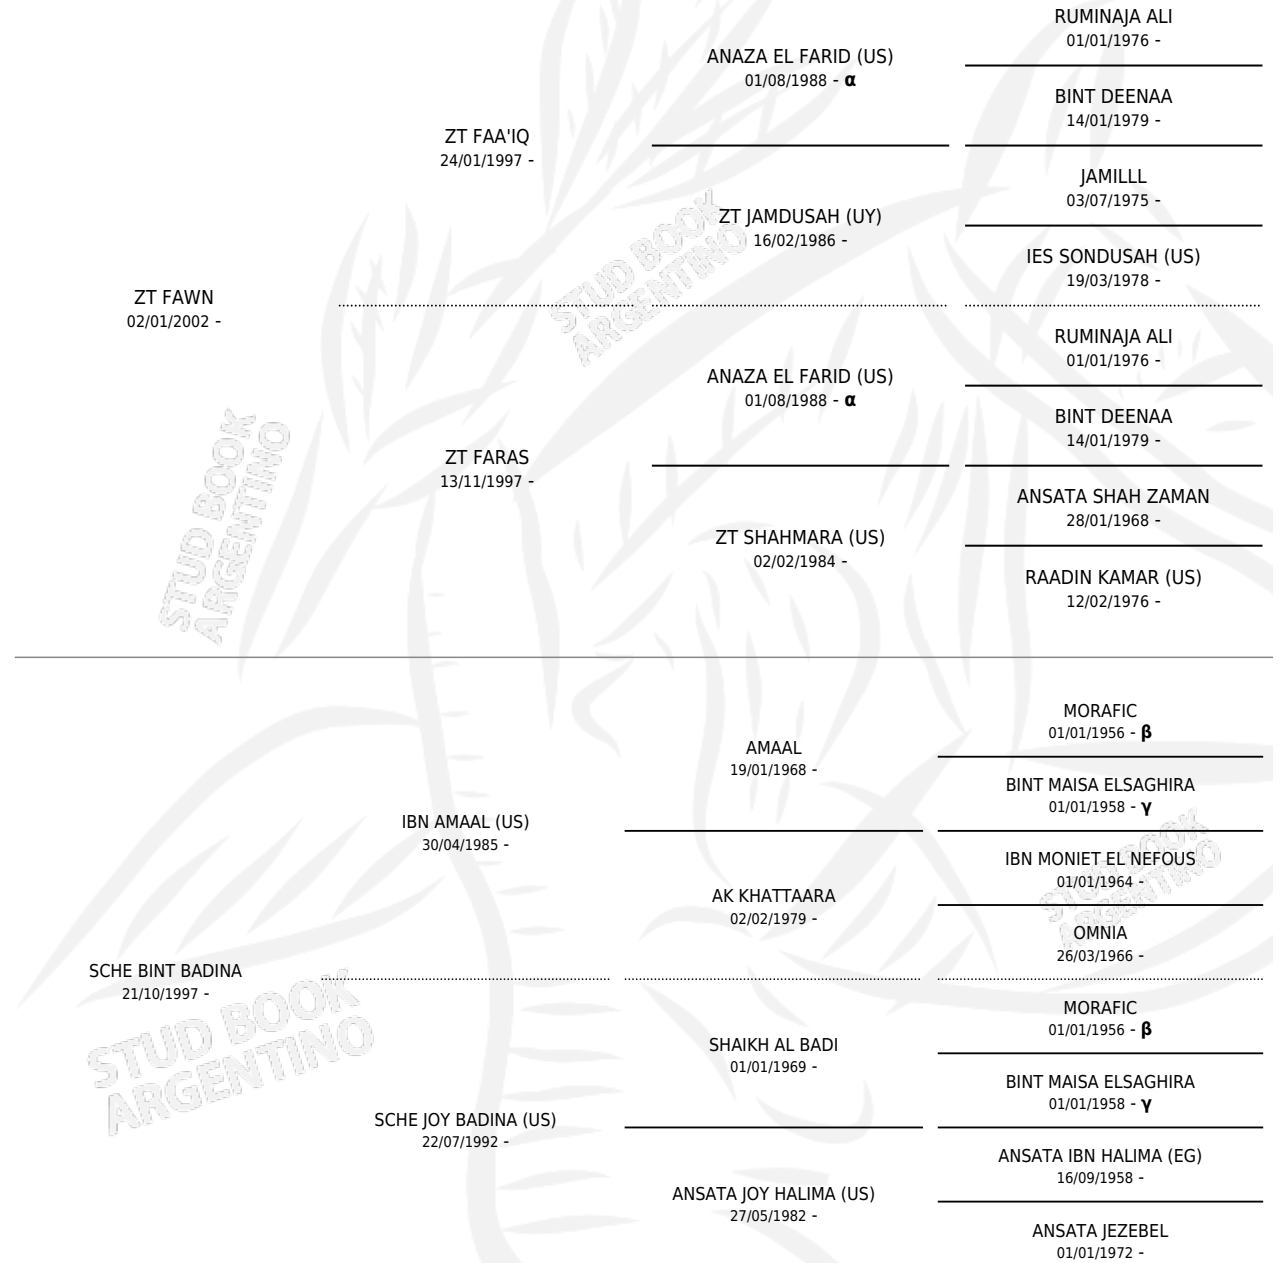 RUMINAJA ALI
01/01/1976 -
ANAZA EL FARID (US)
01/08/1988 - α
BINT DEENAA
14/01/1979 -
ZT FAA'IQ
24/01/1997 -
JAMILLL
03/07/1975 -
ZT JAMDUSAH (UY)
16/02/1986 -
IES SONDUSAH (US)
19/03/1978 -
ZT FAWN
02/01/2002 -
STUD BOOK
ARGENTINO
RUMINAJA ALI
01/01/1976 -
ANAZA EL FARID (US)
01/08/1988 - α
BINT DEENAA
14/01/1979 -
ZT FARAS
13/11/1997 -
ANSATA SHAH ZAMAN
28/01/1968 -
ZT SHAHMARA (US)
02/02/1984 -
RAADIN KAMAR (US)
12/02/1976 -
STUD BOOK
ARGENTINO
MORAFIC
01/01/1956 - β
AMAAL
19/01/1968 -
BINT MAISA ELSAGHIRA
01/01/1958 - γ
IBN AMAAL (US)
30/04/1985 -
IBN MONIET EL NEFOUS
01/01/1964 -
AK KHATTAARA
02/02/1979 -
OMNIA
26/03/1966 -
STUD BOOK
ARGENTINO
SCHE BINT BADINA
21/10/1997 -
MORAFIC
01/01/1956 - β
SHAIKH AL BADI
01/01/1969 -
BINT MAISA ELSAGHIRA
01/01/1958 - γ
SCHE JOY BADINA (US)
22/07/1992 -
ANSATA IBN HALIMA (EG)
16/09/1958 -
ANSATA JOY HALIMA (US)
27/05/1982 -
ANSATA JEZEBEL
01/01/1972 -
STUD BOOK
ARGENTINO